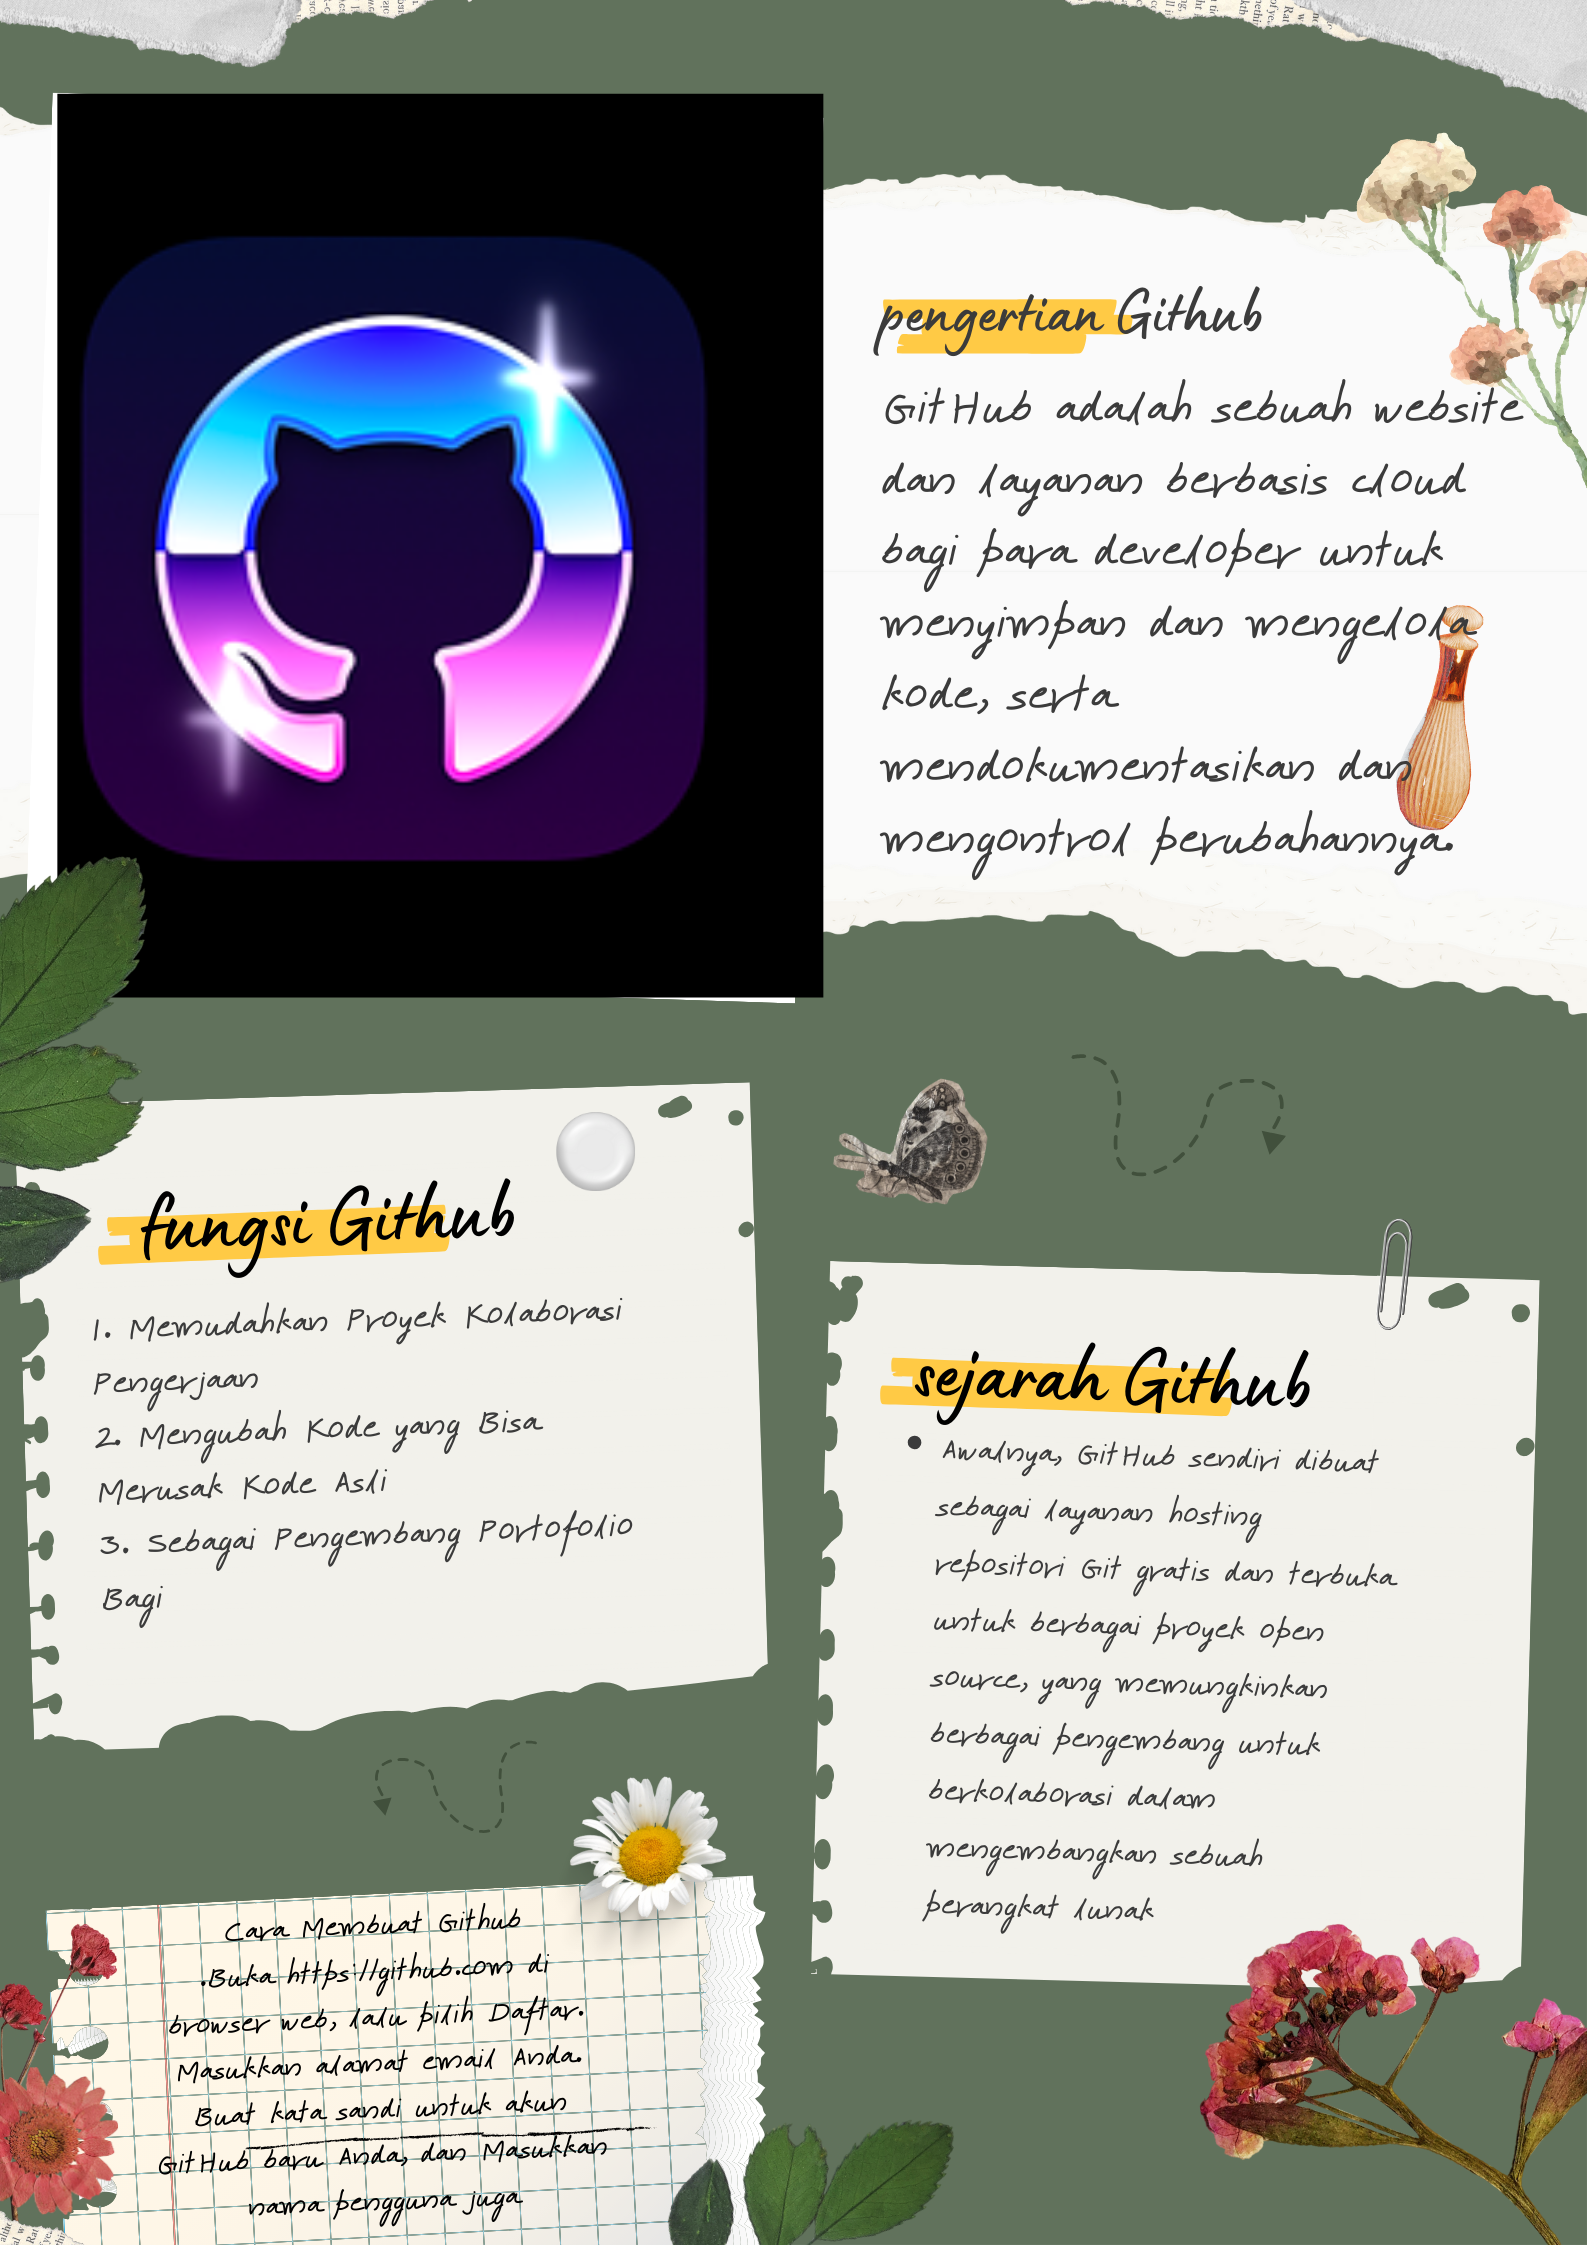 pengertian Github
GitHub adalah sebuah website
dan layanan berbasis cloud
bagi para developer untuk
menyimpan dan mengelola
kode, serta
mendokumentasikan dan
mengontrol perubahannya.
fungsi Github
1. Memudahkan Proyek Kolaborasi
Pengerjaan
2. Mengubah Kode yang Bisa
Merusak Kode Asli
3. Sebagai Pengembang Portofolio
Bagi
sejarah Github
• Awalnya, GitHub sendiri dibuat
sebagai layanan hosting
repositori Git gratis dan terbuka
untuk berbagai proyek open
source, yang memungkinkan
berbagai pengembang untuk
berkolaborasi dalam
mengembangkan sebuah
perangkat lunak
Cara Membuat Github
.Buka https://github.com di
browser web, lalu pilih Daftar.
Masukkan alamat email Anda.
Buat kata sandi untuk akun
GitHub baru Anda, dan Masukkan
nama pengguna juga